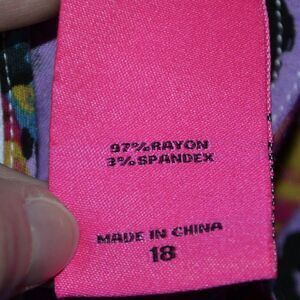 97% RAYON
3% SPANDEX
MADE IN CHINA
18